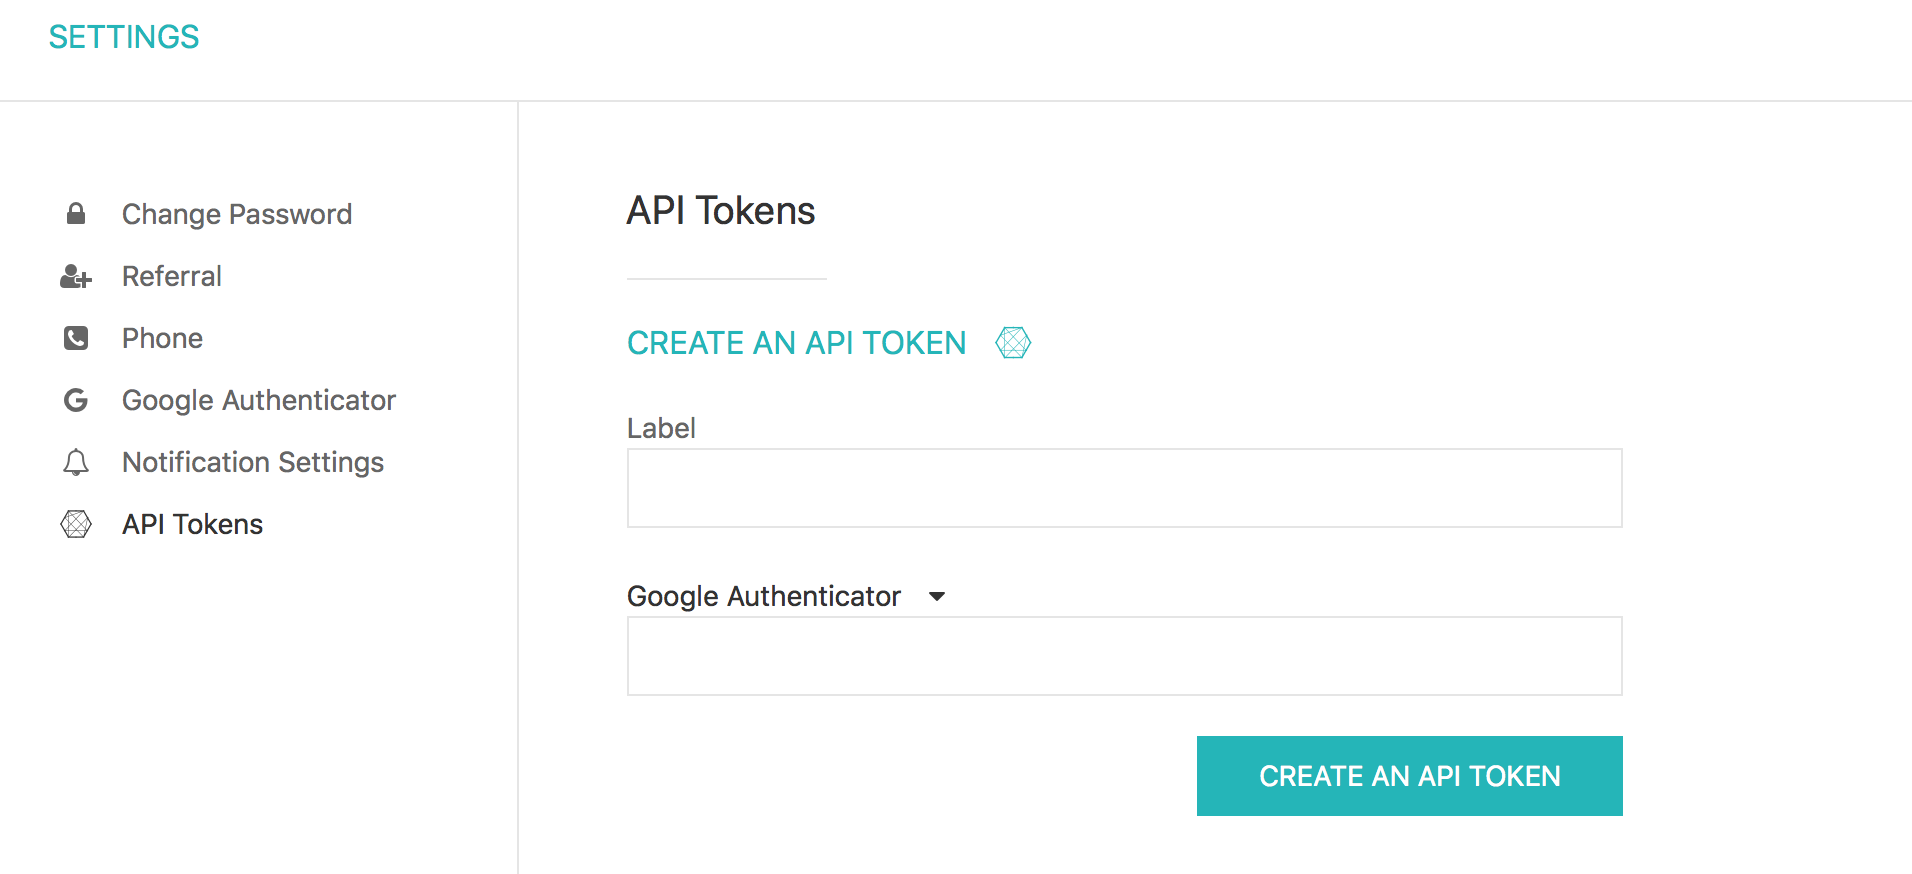 SETTINGS
Change Password
Referral
Phone
Google Authenticator
Notification Settings
API Tokens
API Tokens
CREATE AN API TOKEN
Label
Google Authenticator
CREATE AN API TOKEN